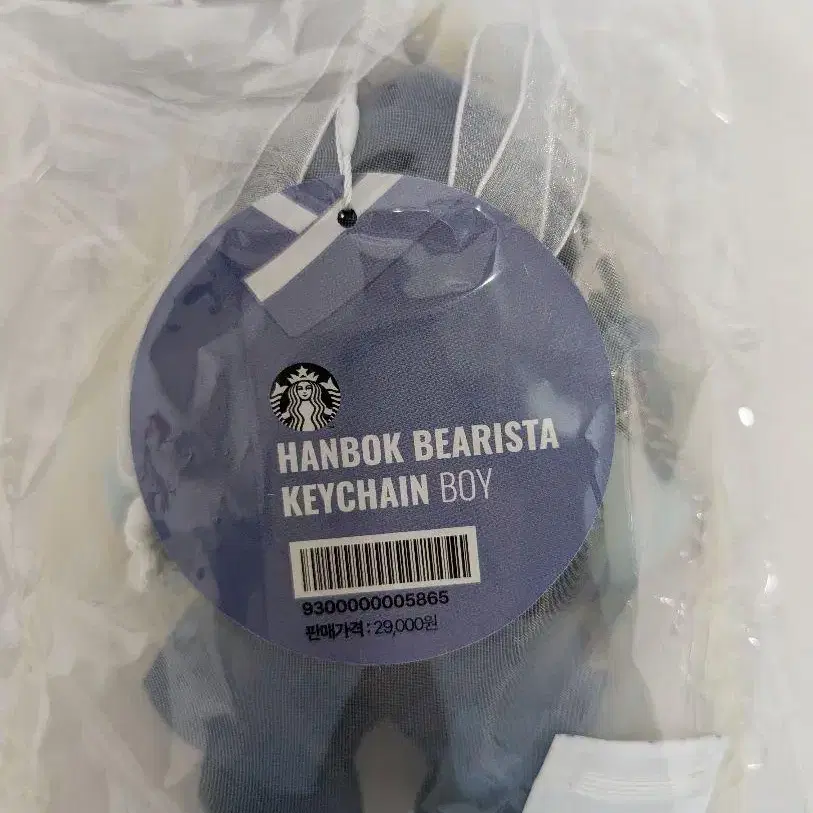 HANBOK BEARISTA
KEYCHAIN BOY
9300000005865
판매가격 : 29,000원